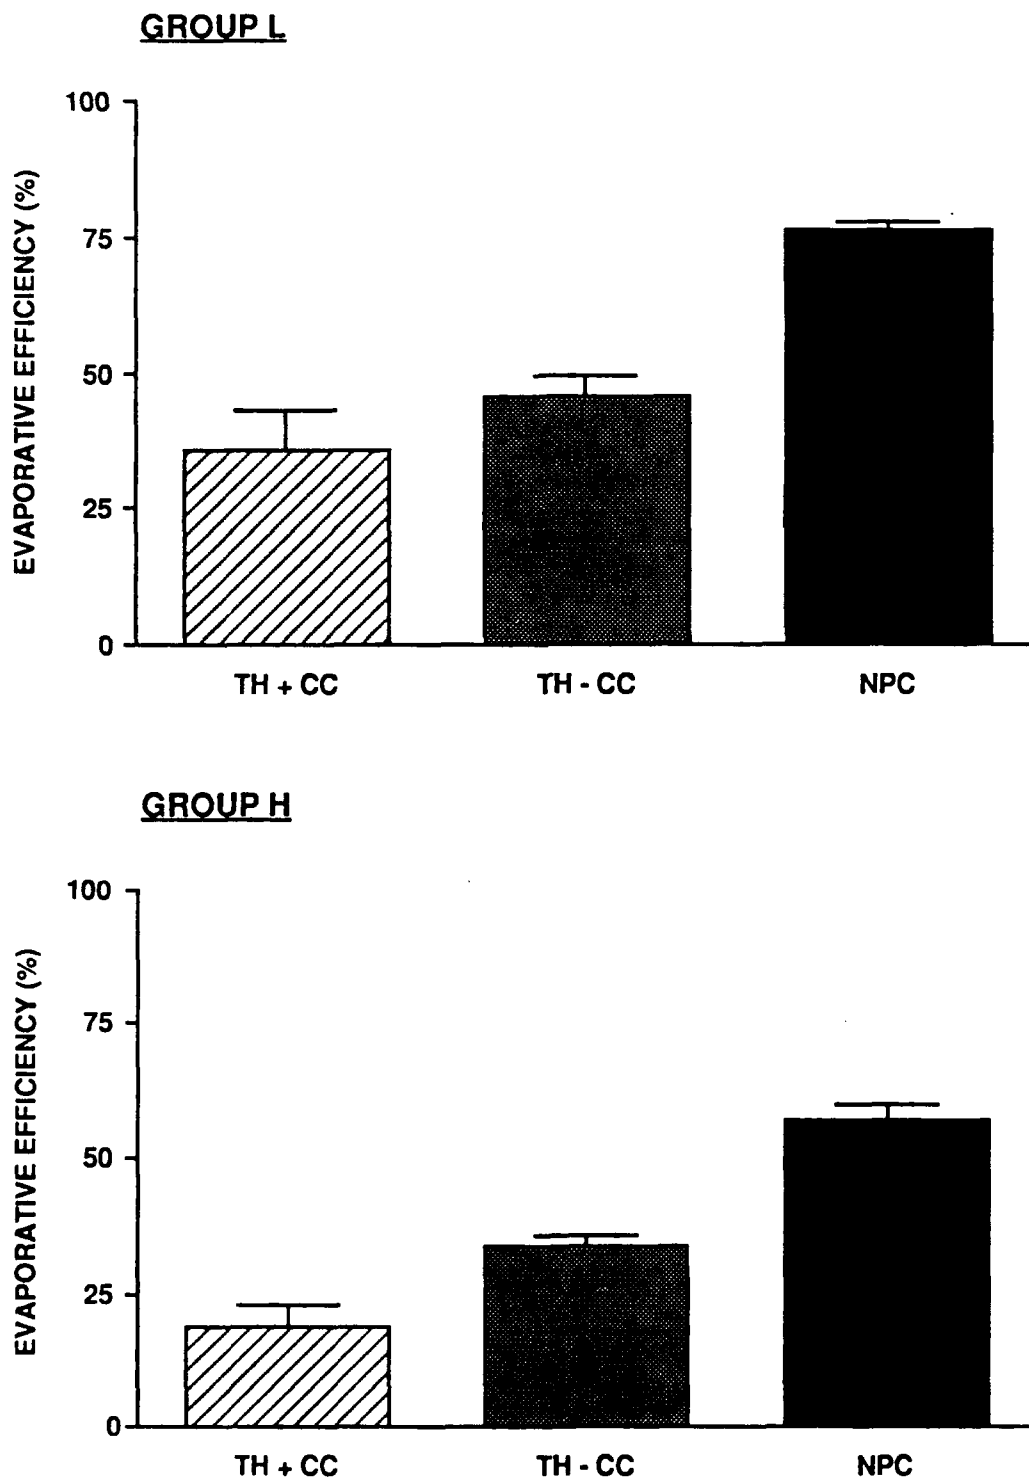 GROUP L
EVAPORATIVE EFFICIENCY (%)
100
75
50
25
0
TH + CC TH - CC NPC
GROUP H
EVAPORATIVE EFFICIENCY (%)
100
75
50
25
0
TH + CC TH - CC NPC